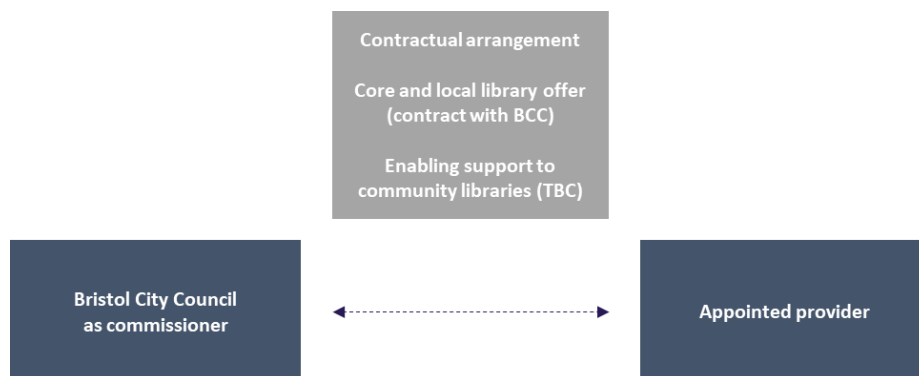 Contractual arrangement
Core and local library offer
(contract with BCC)
Enabling support to
community libraries (TBC)
Bristol City Council
as commissioner
Appointed provider